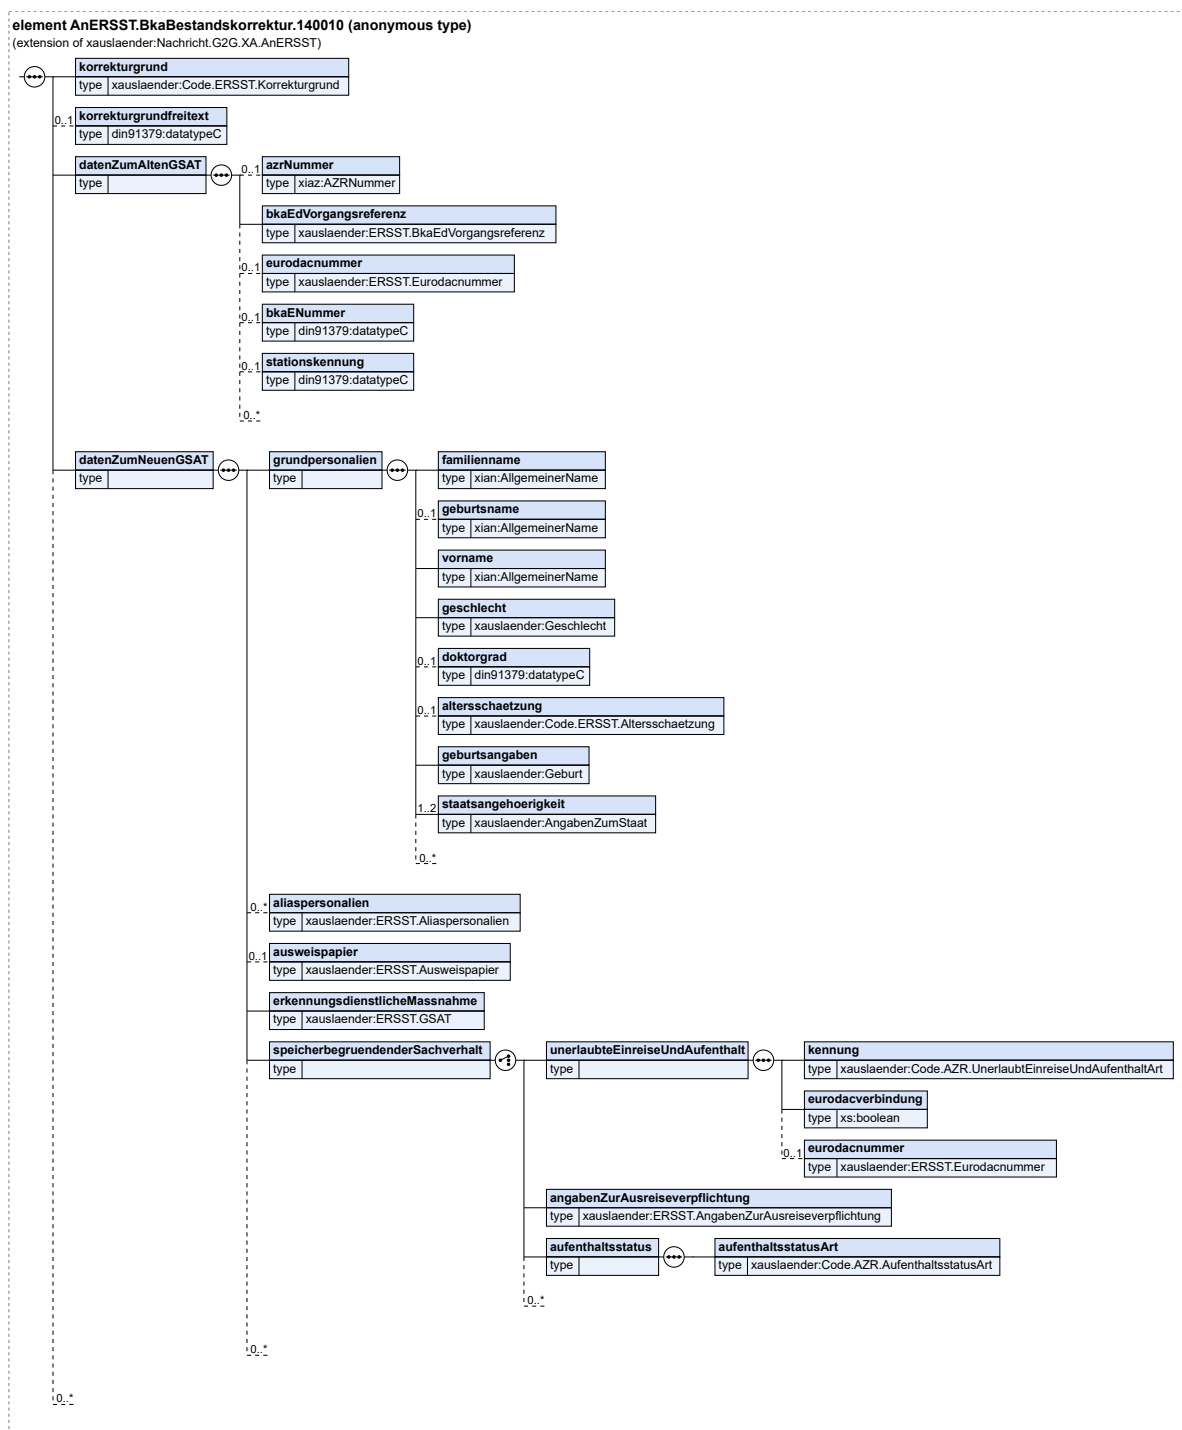 element AnERSST.BkaBestandskorrektur.140010 (anonymous type)
(extension of xauslaender:Nachricht.G2G.XA.AnERSST)
korrekturgrund
type xauslaender:Code.ERSST.Korrekturgrund
0..1 korrekturgrundfreitext
type din91379:datatypeC
datenZumAltenGSAT
type
0..1 azrNummer
type xiaz:AZRNummer
bkaEdVorgangsreferenz
type xauslaender:ERSST.BkaEdVorgangsreferenz
0..1 eurodacnummer
type xauslaender:ERSST.Eurodacnummer
0..1 bkaENummer
type din91379:datatypeC
0..1 stationskennung
type din91379:datatypeC
0..*
datenZumNeuenGSAT
type
grundpersonalien
type
familienname
type xian:AllgemeinerName
0..1 geburtsname
type xian:AllgemeinerName
vorname
type xian:AllgemeinerName
geschlecht
type xauslaender:Geschlecht
0..1 doktorgrad
type din91379:datatypeC
0..1 altersschaetzung
type xauslaender:Code.ERSST.Altersschaetzung
geburtsangaben
type xauslaender:Geburt
1..2 staatsangehoerigkeit
type xauslaender:AngabenZumStaat
0..*
0..* aliaspersonalien
type xauslaender:ERSST.Aliaspersonalien
0..1 ausweispapier
type xauslaender:ERSST.Ausweispapier
erkennungsdienstlicheMassnahme
type xauslaender:ERSST.GSAT
speicherbegruendenderSachverhalt
type
unerlaubteEinreiseUndAufenthalt
type
kennung
type xauslaender:Code.AZR.UnerlaubtEinreiseUndAufenthaltArt
eurodacverbindung
type xs:boolean
0..1 eurodacnummer
type xauslaender:ERSST.Eurodacnummer
angabenZurAusreiseverpflichtung
type xauslaender:ERSST.AngabenZurAusreiseverpflichtung
aufenthaltsstatus
type
aufenthaltsstatusArt
type xauslaender:Code.AZR.AufenthaltsstatusArt
0..*
0..*
0..*